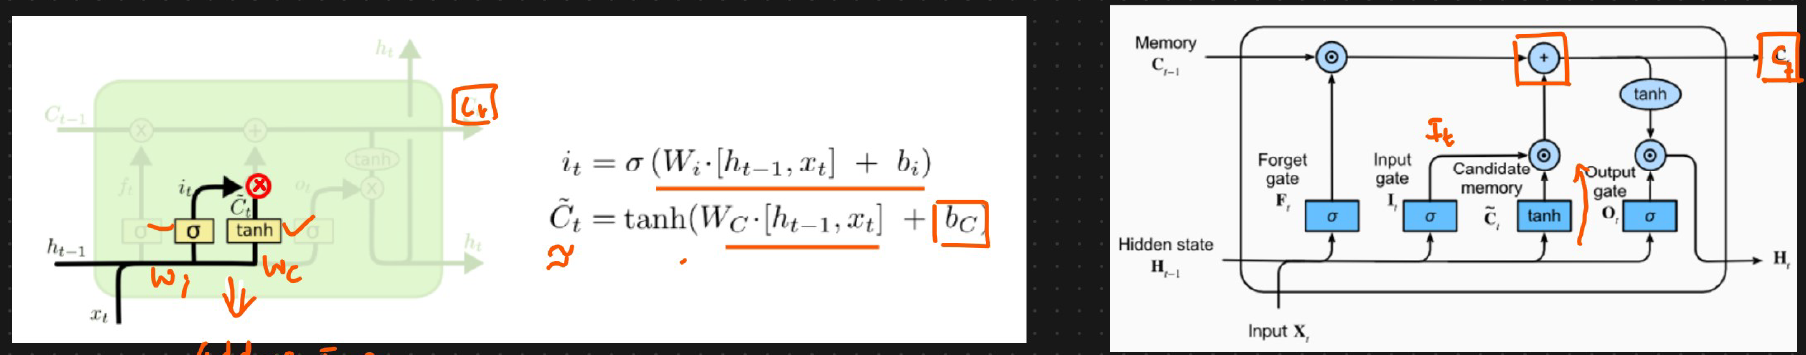 h_t
C_t
C_{t-1}
tanh
f_t
i_t
o_t
C̃_t
σ
σ
tanh
σ
h_{t-1}
h_t
W_i
W_C
x_t
i_t = σ (W_i·[h_{t-1}, x_t] + b_i)
C̃_t = tanh(W_C·[h_{t-1}, x_t] + b_C)
Memory
C_{t-1}
C_t
tanh
I_t
Forget
gate
F_t
σ
Input
gate
I_t
σ
Candidate
memory
C̃_t
tanh
Output
gate
O_t
σ
Hidden state
H_{t-1}
H_t
Input X_t